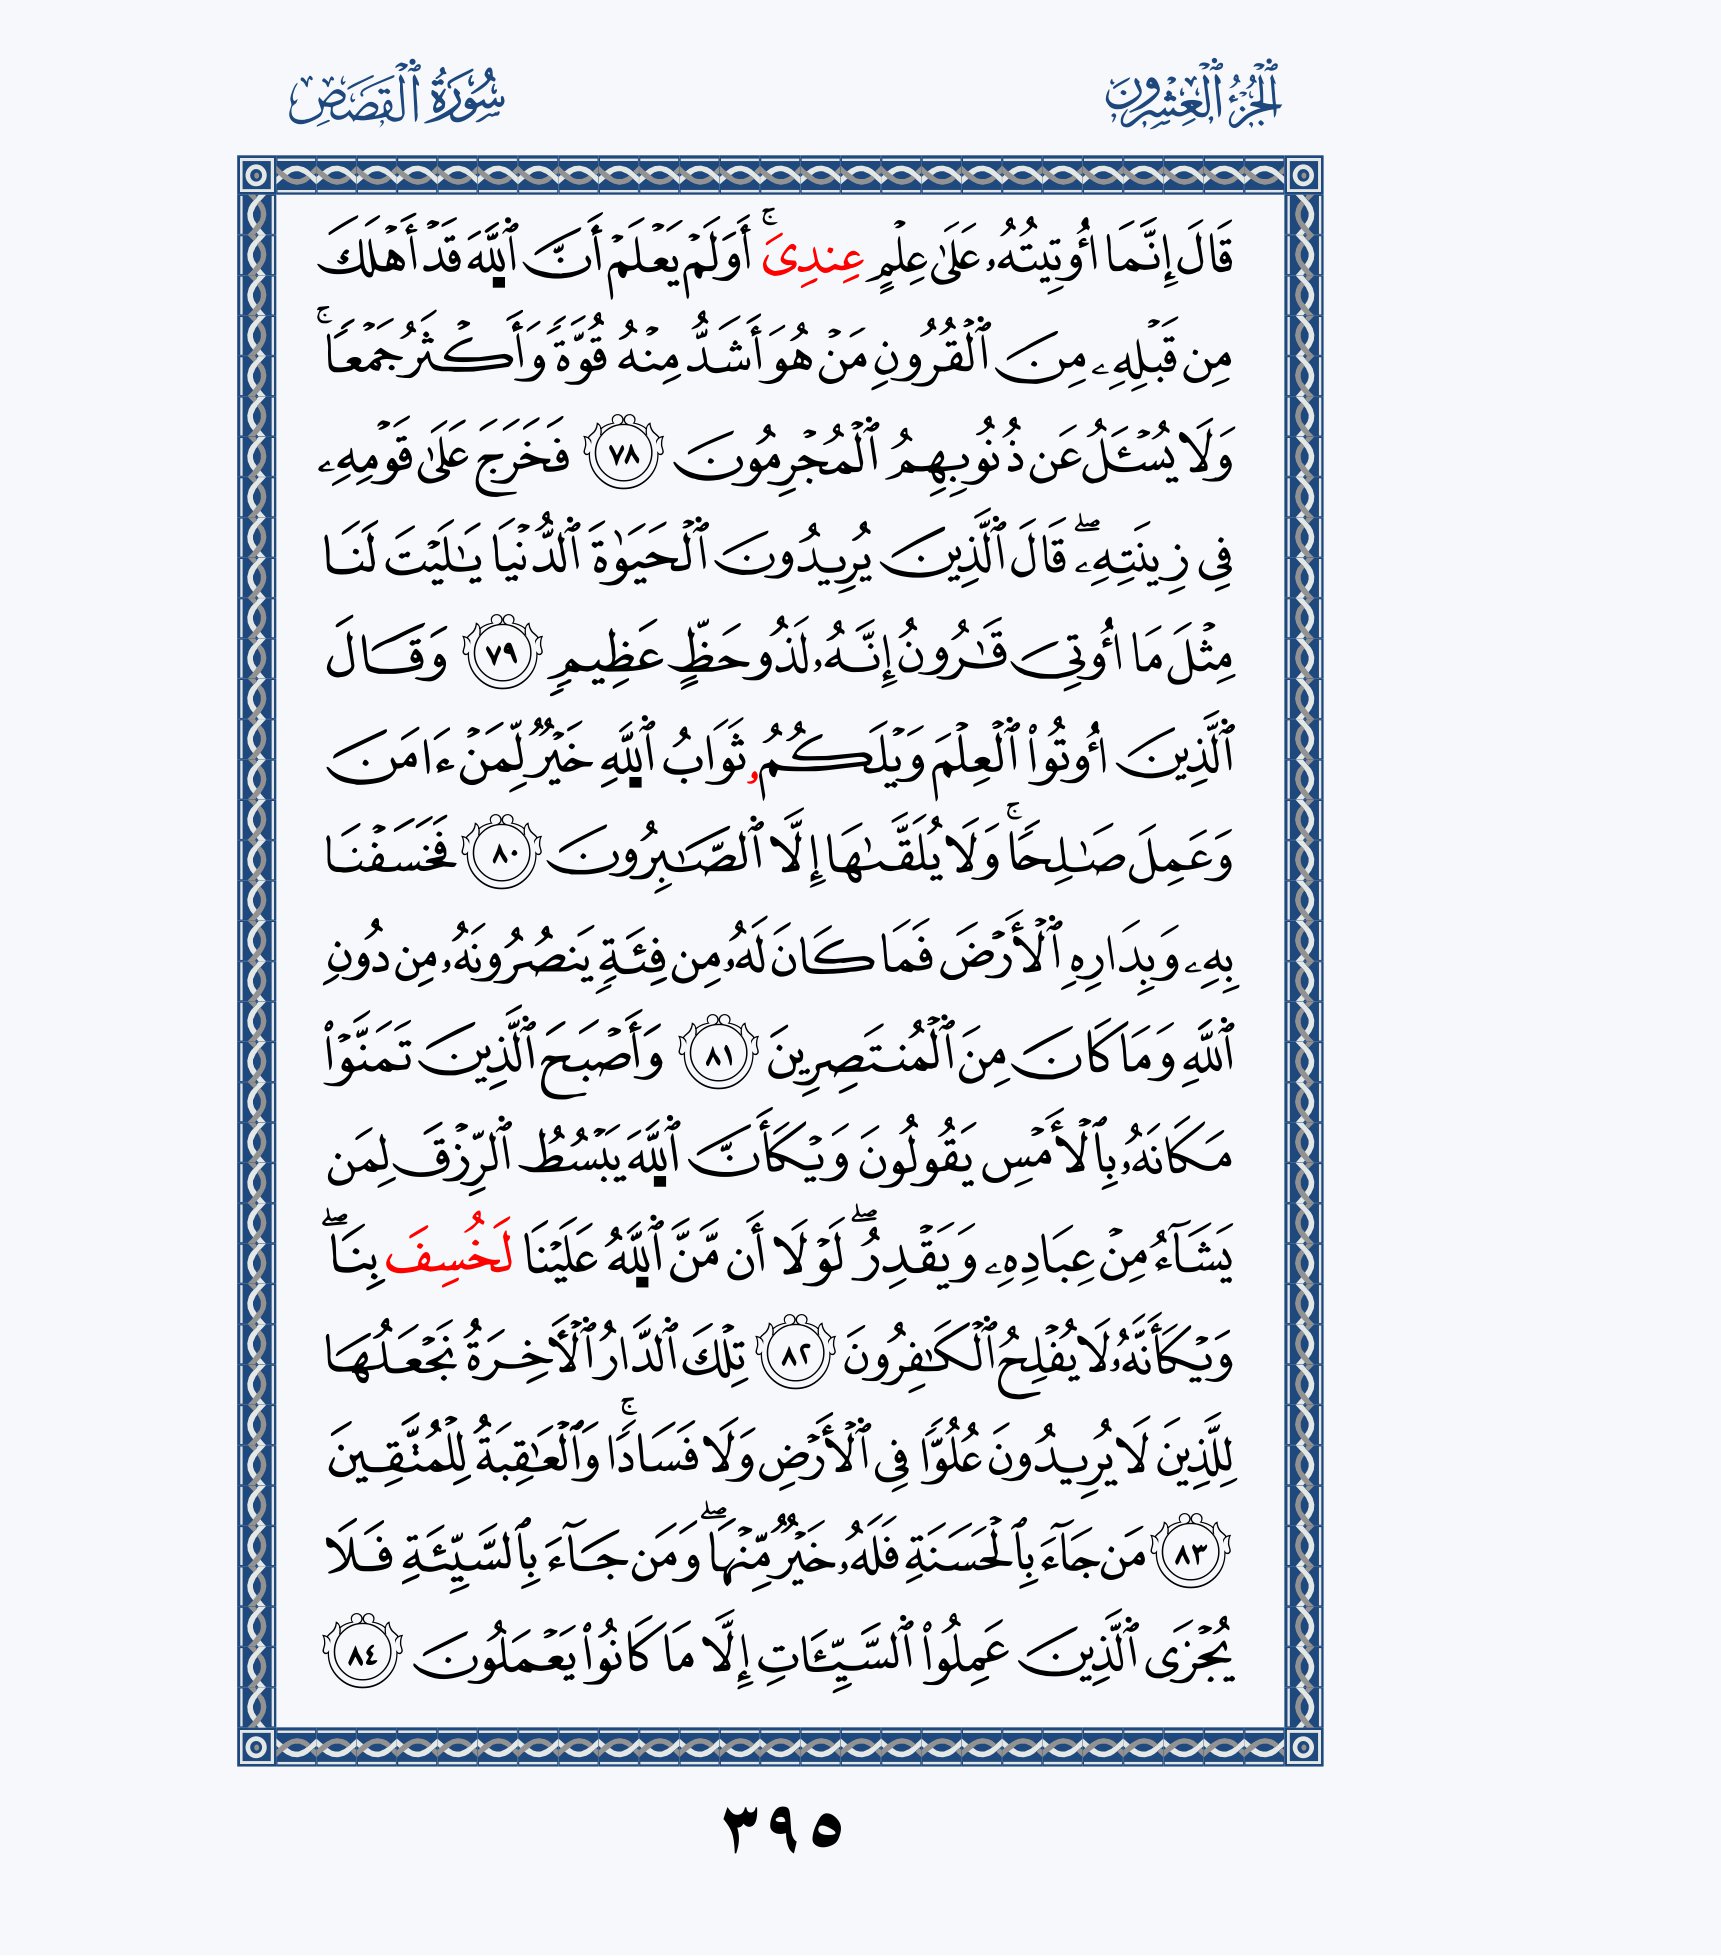 الجُزْءُ ٱلْعِشْرُونَ
سُورَةُ ٱلْقَصَصِ
قَالَ إِنَّمَا أُوتِيتُهُۥ عَلَىٰ عِلْمٍ عِندِىَ ۚ أَوَلَمْ يَعْلَمْ أَنَّ ٱللَّهَ قَدْ أَهْلَكَ
مِن قَبْلِهِۦ مِنَ ٱلْقُرُونِ مَنْ هُوَ أَشَدُّ مِنْهُ قُوَّةً وَأَكْثَرُ جَمْعًا ۚ
وَلَا يُسْـَٔلُ عَن ذُنُوبِهِمُ ٱلْمُجْرِمُونَ ٧٨ فَخَرَجَ عَلَىٰ قَوْمِهِۦ
فِى زِينَتِهِۦ ۖ قَالَ ٱلَّذِينَ يُرِيدُونَ ٱلْحَيَوٰةَ ٱلدُّنْيَا يَـٰلَيْتَ لَنَا
مِثْلَ مَا أُوتِىَ قَـٰرُونُ إِنَّهُۥ لَذُو حَظٍّ عَظِيمٍ ٧٩ وَقَالَ
ٱلَّذِينَ أُوتُوا۟ ٱلْعِلْمَ وَيْلَكُمُۥ ثَوَابُ ٱللَّهِ خَيْرٌ لِّمَنْ ءَامَنَ
وَعَمِلَ صَـٰلِحًا ۚ وَلَا يُلَقَّىٰهَا إِلَّا ٱلصَّـٰبِرُونَ ٨٠ فَخَسَفْنَا
بِهِۦ وَبِدَارِهِ ٱلْأَرْضَ فَمَا كَانَ لَهُۥ مِن فِئَةٍ يَنصُرُونَهُۥ مِن دُونِ
ٱللَّهِ وَمَا كَانَ مِنَ ٱلْمُنتَصِرِينَ ٨١ وَأَصْبَحَ ٱلَّذِينَ تَمَنَّوْا۟
مَكَانَهُۥ بِٱلْأَمْسِ يَقُولُونَ وَيْكَأَنَّ ٱللَّهَ يَبْسُطُ ٱلرِّزْقَ لِمَن
يَشَآءُ مِنْ عِبَادِهِۦ وَيَقْدِرُ ۖ لَوْلَا أَن مَّنَّ ٱللَّهُ عَلَيْنَا لَخُسِفَ بِنَا ۖ
وَيْكَأَنَّهُۥ لَا يُفْلِحُ ٱلْكَـٰفِرُونَ ٨٢ تِلْكَ ٱلدَّارُ ٱلْأَخِرَةُ نَجْعَلُهَا
لِلَّذِينَ لَا يُرِيدُونَ عُلُوًّا فِى ٱلْأَرْضِ وَلَا فَسَادًا ۚ وَٱلْعَـٰقِبَةُ لِلْمُتَّقِينَ
٨٣ مَن جَآءَ بِٱلْحَسَنَةِ فَلَهُۥ خَيْرٌ مِّنْهَا ۖ وَمَن جَآءَ بِٱلسَّيِّئَةِ فَلَا
يُجْزَى ٱلَّذِينَ عَمِلُوا۟ ٱلسَّيِّـَٔاتِ إِلَّا مَا كَانُوا۟ يَعْمَلُونَ ٨٤
٣٩٥